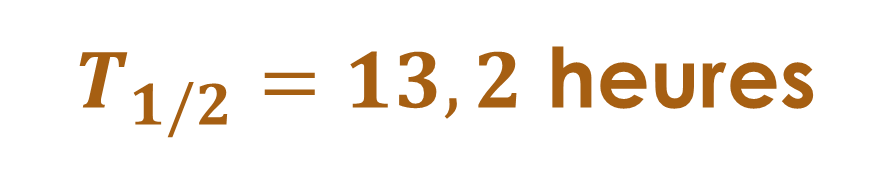 T1/2 = 13,2 heures